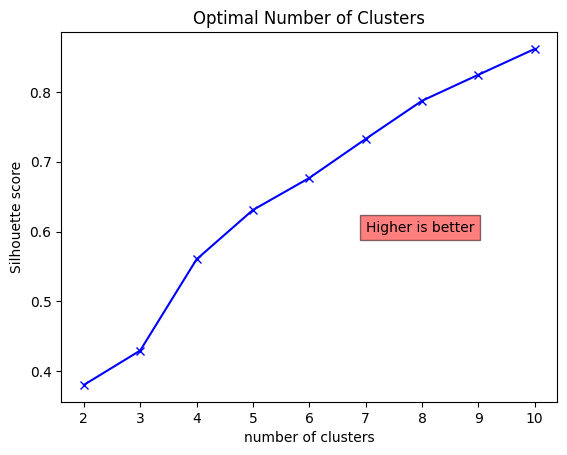 Optimal Number of Clusters
Silhouette score
0.8
0.7
0.6
0.5
0.4
Higher is better
2 3 4 5 6 7 8 9 10
number of clusters